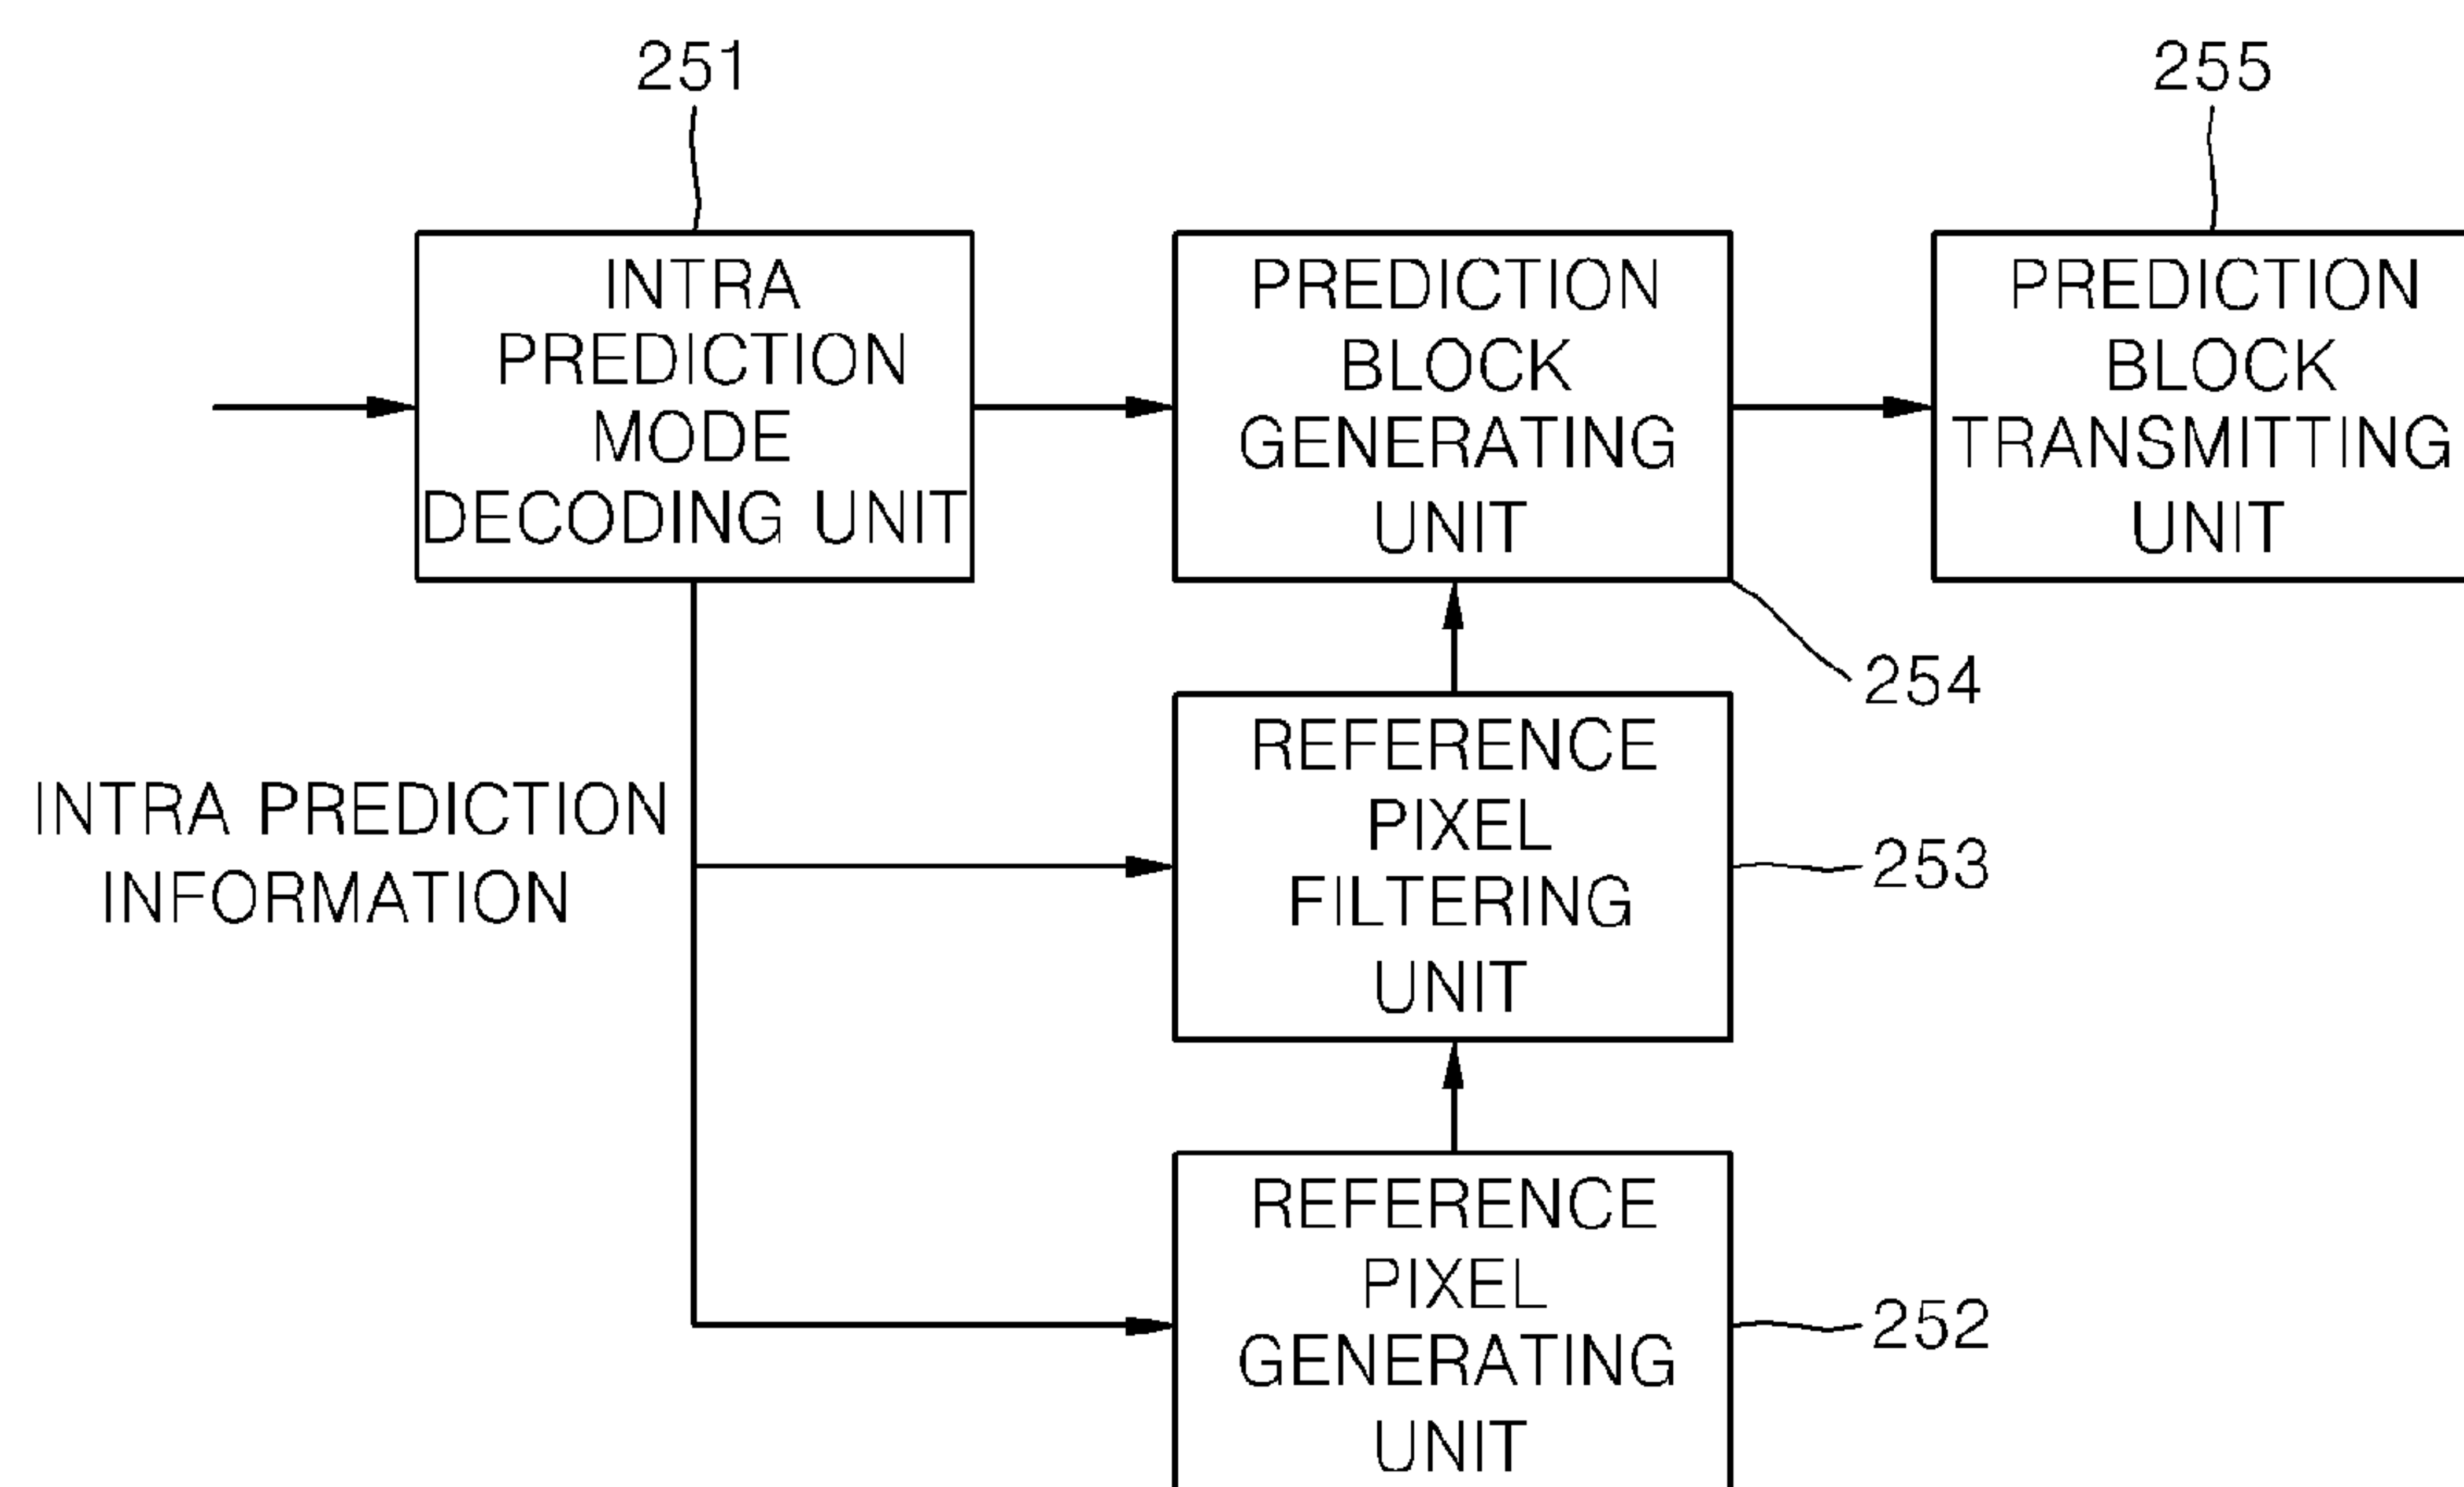 251
255
INTRA
PREDICTION
MODE
DECODING UNIT
PREDICTION
BLOCK
GENERATING
UNIT
PREDICTION
BLOCK
TRANSMITTING
UNIT
254
INTRA PREDICTION
INFORMATION
REFERENCE
PIXEL
FILTERING
UNIT
253
REFERENCE
PIXEL
GENERATING
UNIT
252